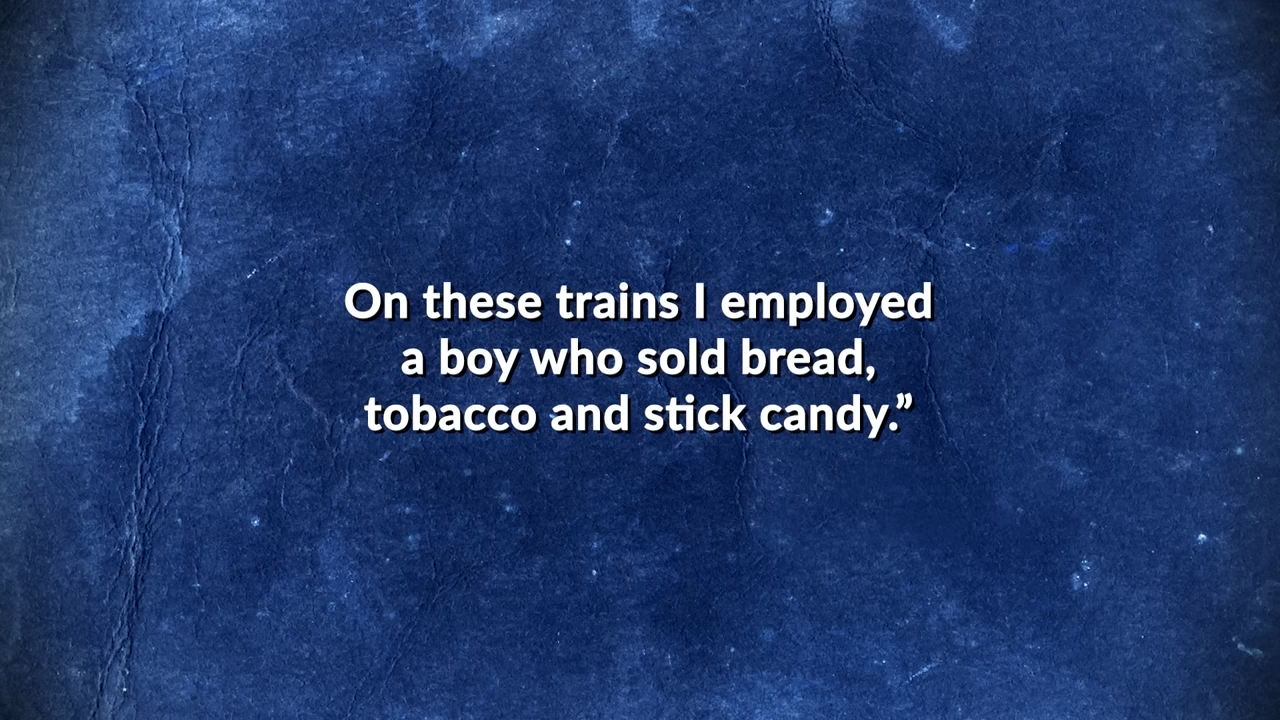 On these trains I employed
a boy who sold bread,
tobacco and stick candy.”